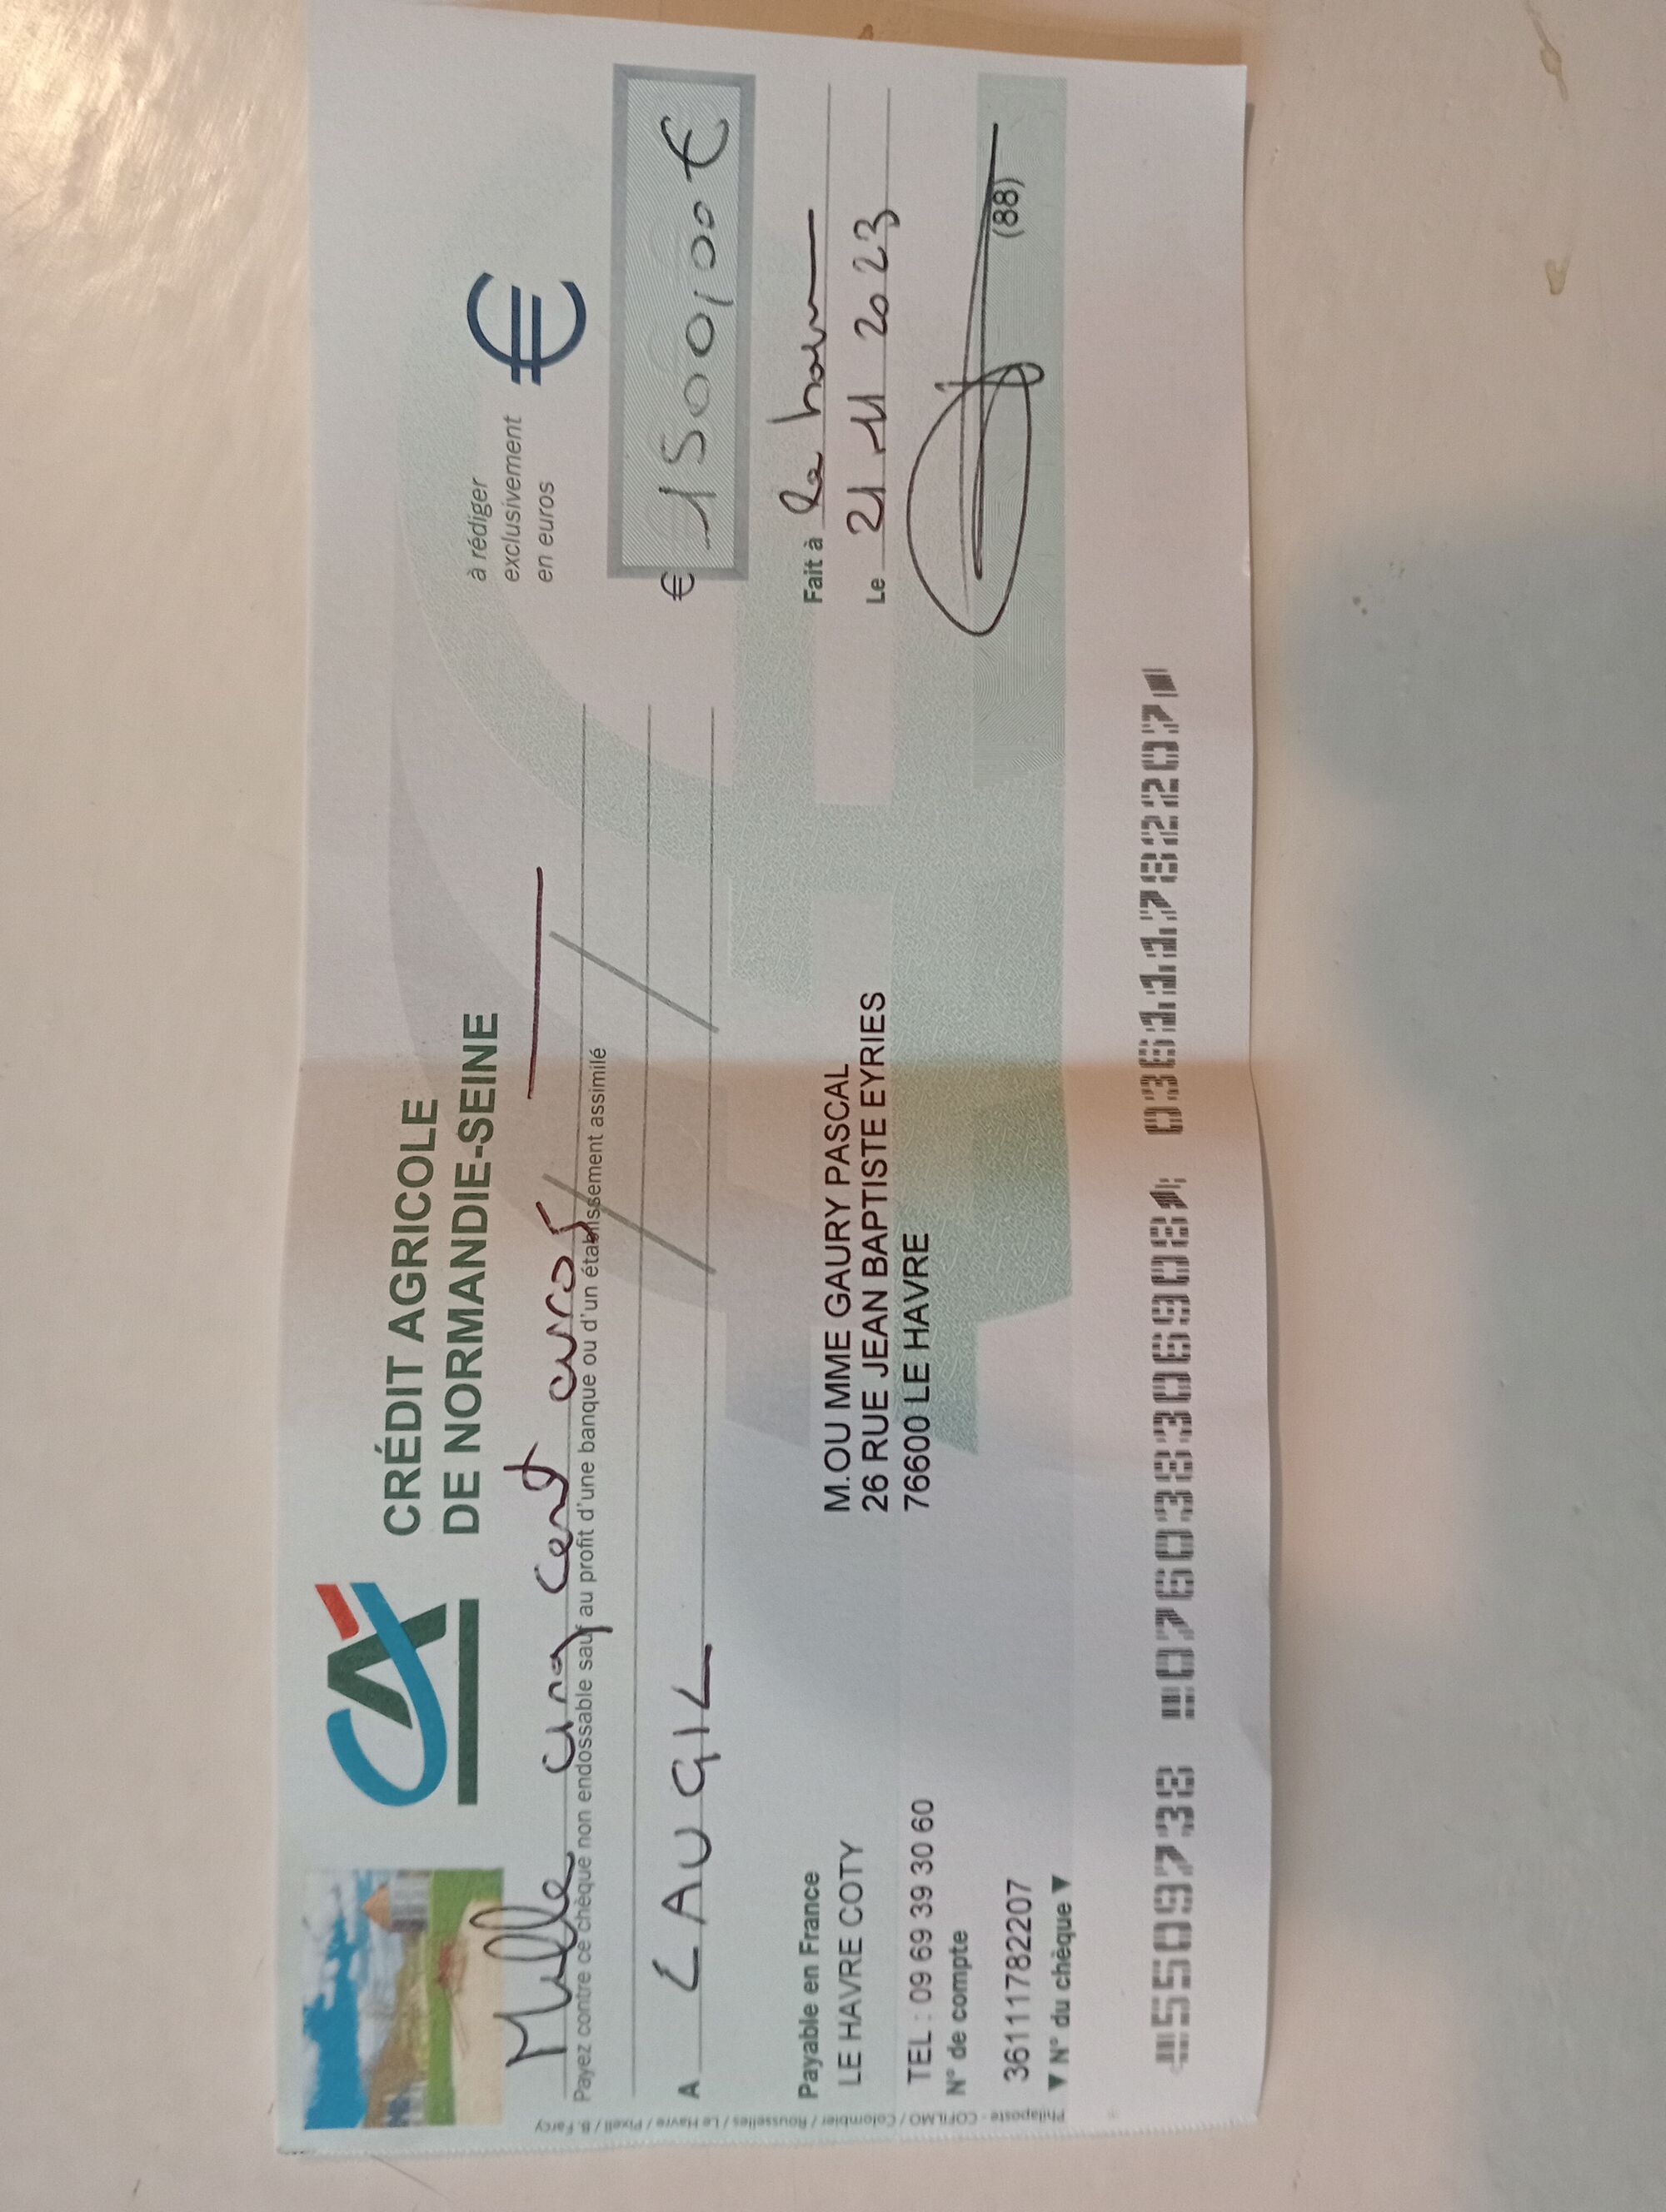 CA
CRÉDIT AGRICOLE
DE NORMANDIE-SEINE
à rédiger
exclusivement
en euros
€
Mille cinq cent euros
Payez contre ce chèque non endossable sauf au profit d'une banque ou d'un établissement assimilé
€ 1500,00 €
A LAUGIL
Payable en France
LE HAVRE COTY
M.OU MME GAURY PASCAL
26 RUE JEAN BAPTISTE EYRIES
76600 LE HAVRE
Fait à le havre
Le 21 11 2023
TEL : 09 69 39 30 60
N° de compte
36111782207
▼ N° du chèque ▼
(88)
5509738 076038306908 036111782207
Philaposte - COFILMO / Colombier / Rousselles / Le Havre / Pixell / B. Farcy